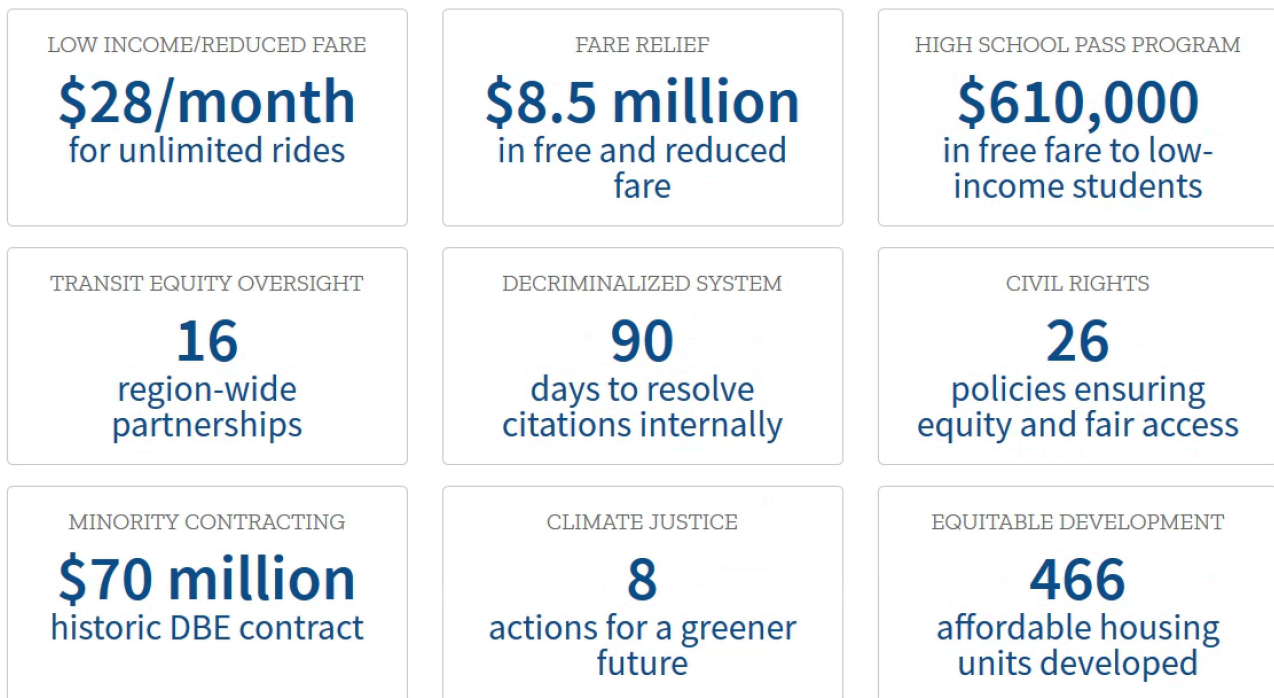 LOW INCOME/REDUCED FARE
$28/month
for unlimited rides
FARE RELIEF
$8.5 million
in free and reduced
fare
HIGH SCHOOL PASS PROGRAM
$610,000
in free fare to low-
income students
TRANSIT EQUITY OVERSIGHT
16
region-wide
partnerships
DECRIMINALIZED SYSTEM
90
days to resolve
citations internally
CIVIL RIGHTS
26
policies ensuring
equity and fair access
MINORITY CONTRACTING
$70 million
historic DBE contract
CLIMATE JUSTICE
8
actions for a greener
future
EQUITABLE DEVELOPMENT
466
affordable housing
units developed